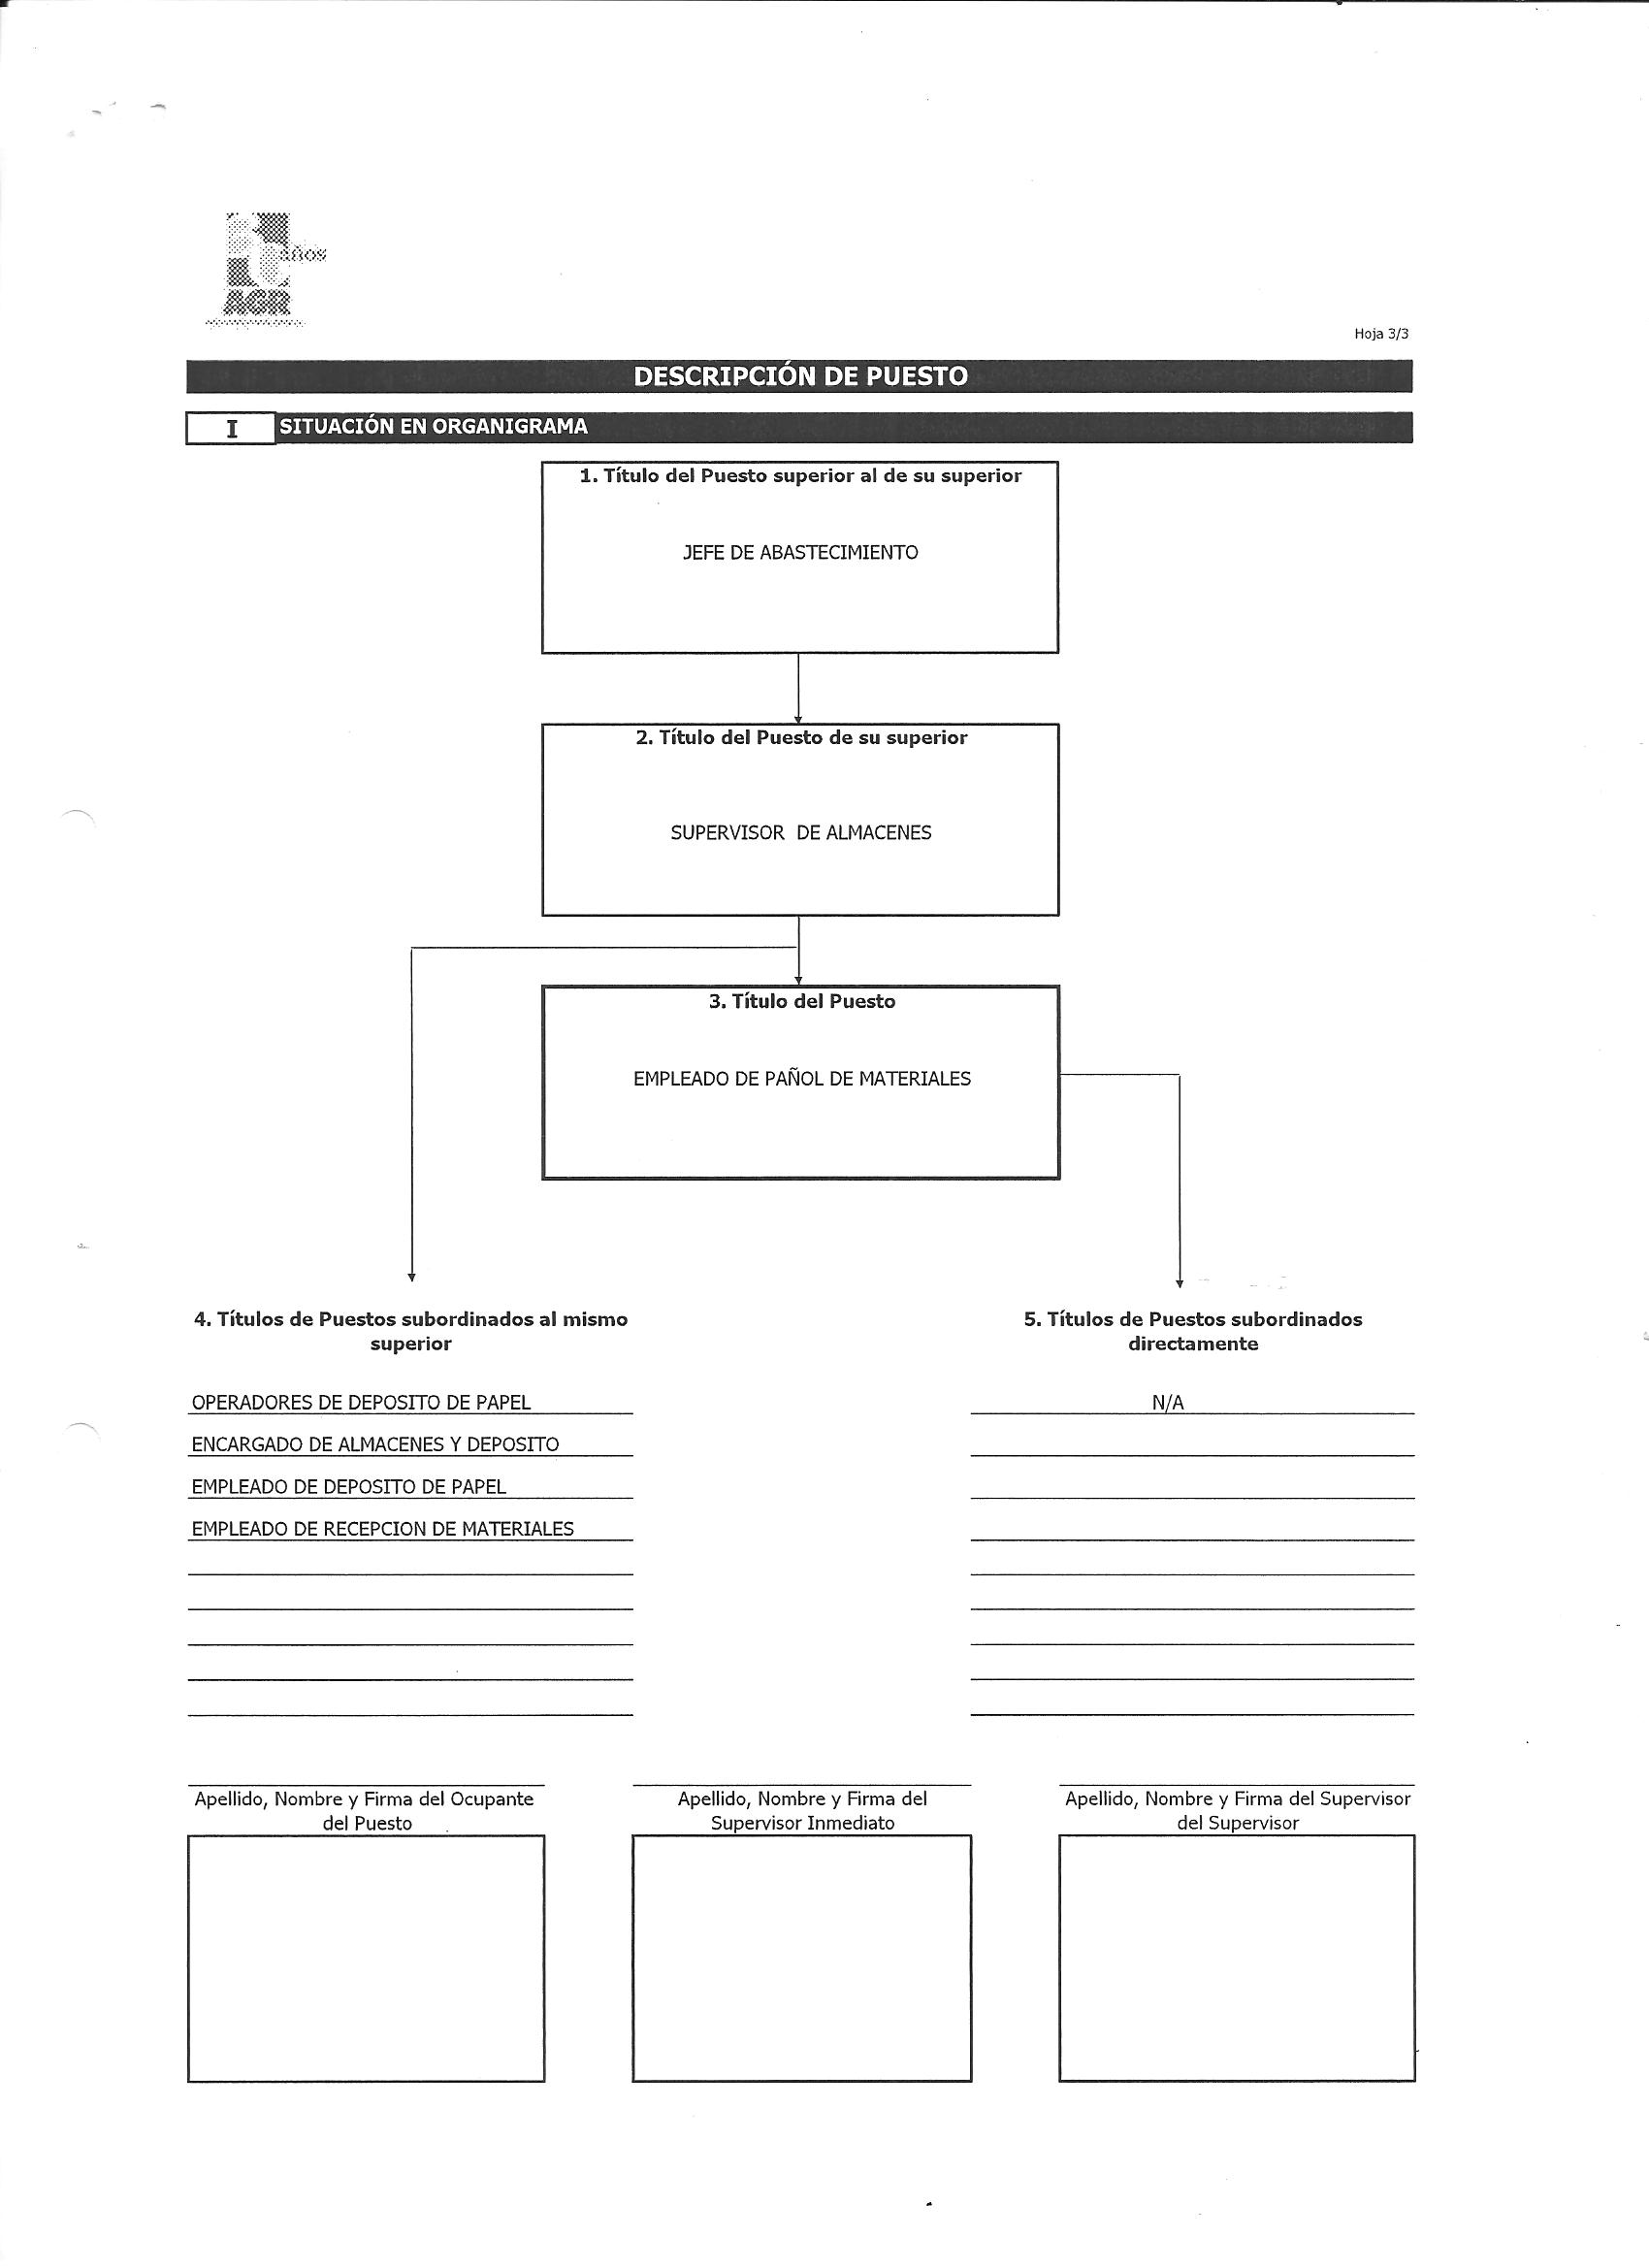 años
AGR
Hoja 3/3
DESCRIPCIÓN DE PUESTO
I
SITUACIÓN EN ORGANIGRAMA
1. Título del Puesto superior al de su superior
JEFE DE ABASTECIMIENTO
2. Título del Puesto de su superior
SUPERVISOR DE ALMACENES
3. Título del Puesto
EMPLEADO DE PAÑOL DE MATERIALES
4. Títulos de Puestos subordinados al mismo
superior
OPERADORES DE DEPOSITO DE PAPEL
ENCARGADO DE ALMACENES Y DEPOSITO
EMPLEADO DE DEPOSITO DE PAPEL
EMPLEADO DE RECEPCION DE MATERIALES
5. Títulos de Puestos subordinados
directamente
N/A
Apellido, Nombre y Firma del Ocupante
del Puesto
Apellido, Nombre y Firma del
Supervisor Inmediato
Apellido, Nombre y Firma del Supervisor
del Supervisor